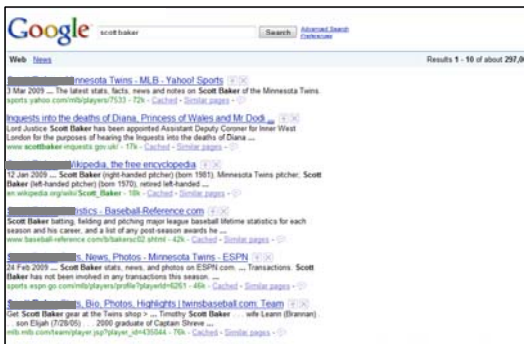 Google
scott baker
Search
Advanced Search
Preferences
Web News
Results 1 - 10 of about 297,0
nnesota Twins - MLB - Yahoo! Sports
3 Mar 2009 ... The latest stats, facts, news and notes on Scott Baker of the Minnesota Twins.
sports.yahoo.com/mlb/players/7533 - 72k - Cached - Similar pages -
Inquests into the deaths of Diana, Princess of Wales and Mr Dodi ...
Lord Justice Scott Baker has been appointed Assistant Deputy Coroner for Inner West
London for the purposes of hearing the Inquests into the deaths of Diana ...
www.scottbaker-inquests.gov.uk/ - 17k - Cached - Similar pages -
Wikipedia, the free encyclopedia
12 Jan 2009 ... Scott Baker (right-handed pitcher) (born 1981), Minnesota Twins pitcher; Scott
Baker (left-handed pitcher) (born 1970), retired left-handed ...
en.wikipedia.org/wiki/Scott_Baker - 18k - Cached - Similar pages -
tistics - Baseball-Reference.com
Scott Baker batting, fielding and pitching major league baseball lifetime statistics for each
season and his career, and a list of any post-season awards he ...
www.baseball-reference.com/b/bakersc02.shtml - 42k - Cached - Similar pages -
s, News, Photos - Minnesota Twins - ESPN
24 Feb 2009 ... Scott Baker stats, news, and photos on ESPN.com. ... Transactions. Scott
Baker has not been involved in any transactions this season. ...
sports.espn.go.com/mlb/players/profile?playerId=6261 - 46k - Cached - Similar pages -
s, Bio, Photos, Highlights | twinsbaseball.com: Team
Get Scott Baker gear at the Twins shop > ... Timothy Scott Baker . ... wife Leann (Brannan) .
... son Elijah (7/28/05) . ... 2000 graduate of Captain Shreve ...
mlb.mlb.com/team/player.jsp?player_id=435044 - 76k - Cached - Similar pages -